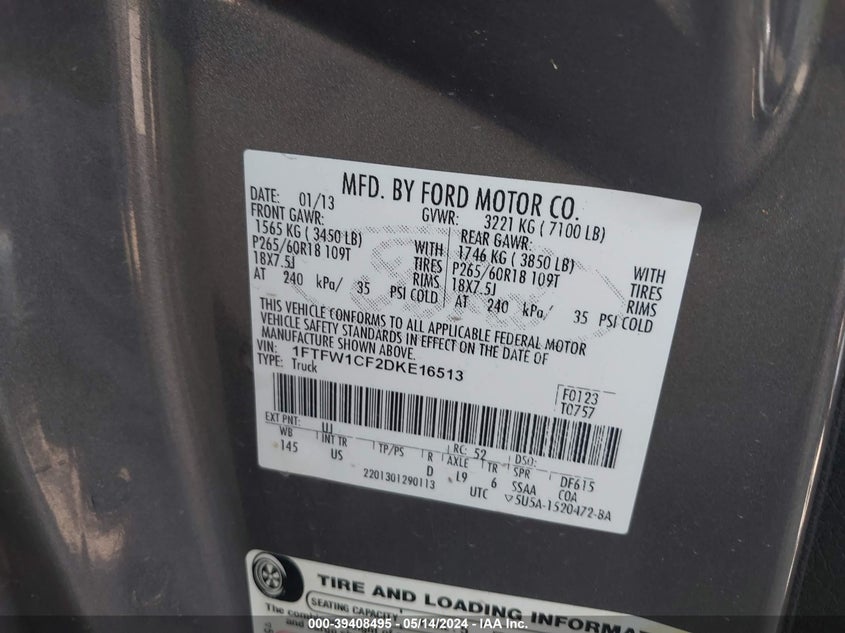 MFD. BY FORD MOTOR CO.
DATE: 01/13 GVWR: 3221 KG ( 7100 LB)
FRONT GAWR: REAR GAWR:
1565 KG ( 3450 LB) WITH 1746 KG ( 3850 LB) WITH
P265/60R18 109T TIRES P265/60R18 109T TIRES
18X7.5J RIMS 18X7.5J RIMS
AT 240 kPa/ 35 PSI COLD AT 240 kPa/ 35 PSI COLD
THIS VEHICLE CONFORMS TO ALL APPLICABLE FEDERAL MOTOR
VEHICLE SAFETY STANDARDS IN EFFECT ON THE DATE OF
MANUFACTURE SHOWN ABOVE.
VIN: 1FTFW1CF2DKE16513
TYPE: Truck
F0123
T0757
EXT PNT: UJ RC: 52 DSO:
WB INT TR TP/PS R AXLE TR SPR DF615
145 US D L9 6 SSAA COA
2201301290113 UTC 5U5A-1520472-BA
TIRE AND LOADING INFORM
SEATING CAPACITY
The combin
000-39408495 - 05/14/2024 - IAA Inc.